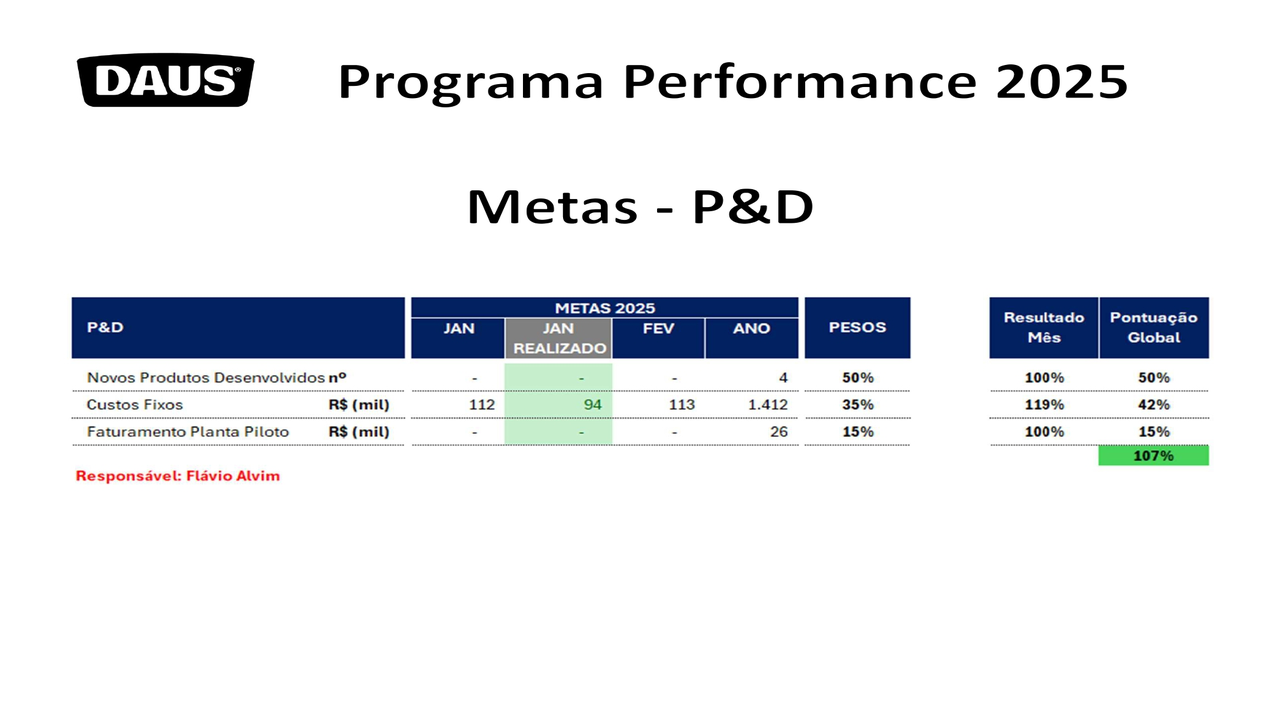 DAUS®
Programa Performance 2025
Metas - P&D
P&D METAS 2025 PESOS Resultado Mês Pontuação Global
JAN JAN REALIZADO FEV ANO
Novos Produtos Desenvolvidos nº - - - 4 50% 100% 50%
Custos Fixos R$ (mil) 112 94 113 1.412 35% 119% 42%
Faturamento Planta Piloto R$ (mil) - - - 26 15% 100% 15%
107%
Responsável: Flávio Alvim